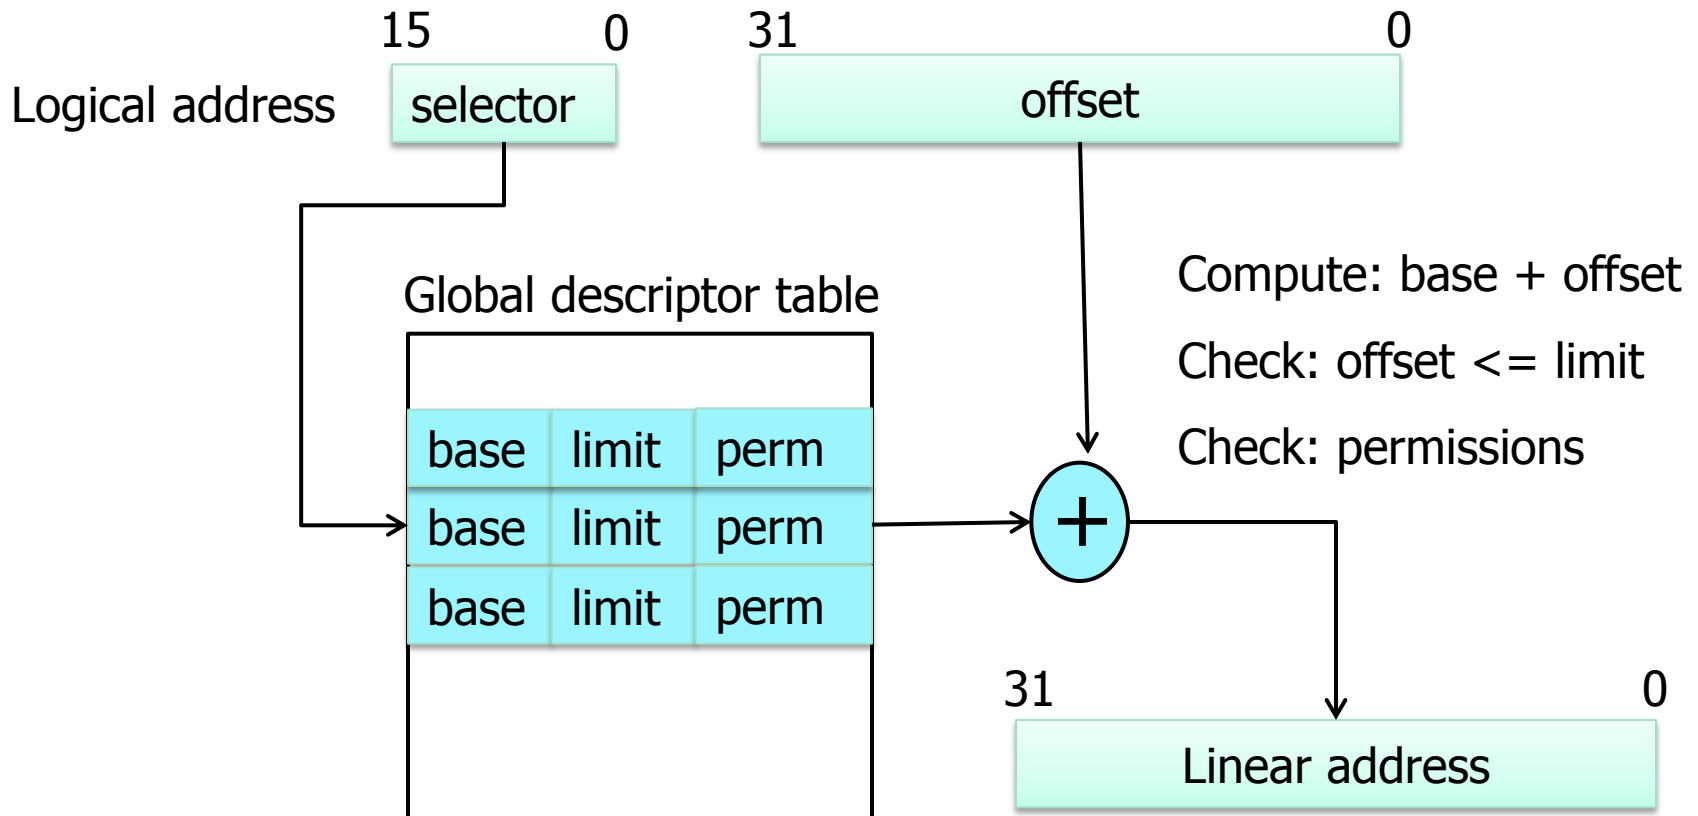 15 0 31 0
Logical address selector offset
Compute: base + offset
Global descriptor table
Check: offset <= limit
Check: permissions
base limit perm
base limit perm +
base limit perm
31 0
Linear address